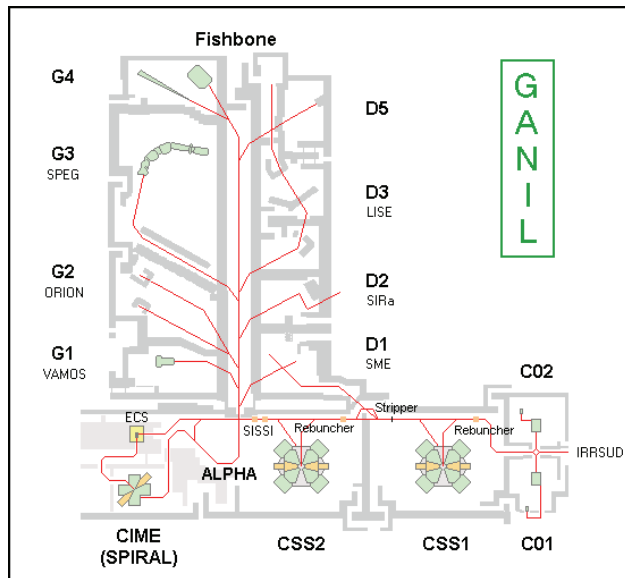 Fishbone
G4
D5
G3
SPEG
D3
LISE
G2
ORION
D2
SIRa
G1
VAMOS
D1
SME
GANIL
C02
Stripper
ECS
SISSI
Rebuncher
Rebuncher
IRRSUD
ALPHA
CIME
(SPIRAL)
CSS2
CSS1
C01